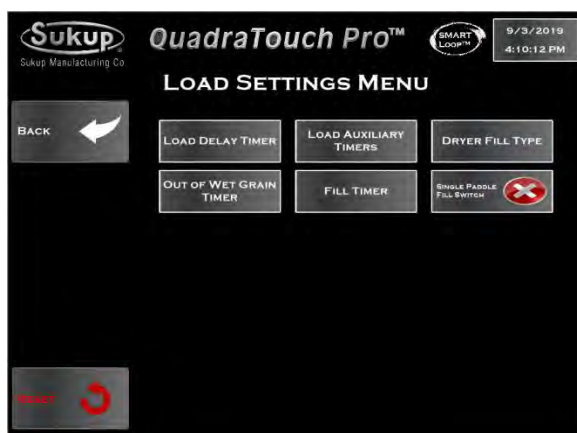 Sukup
Sukup Manufacturing Co
QuadraTouch Pro™
SMART
LOOP™
9/3/2019
4:10:12 PM
LOAD SETTINGS MENU
BACK
LOAD DELAY TIMER
LOAD AUXILIARY
TIMERS
DRYER FILL TYPE
OUT OF WET GRAIN
TIMER
FILL TIMER
SINGLE PADDLE
FILL SWITCH
RESET